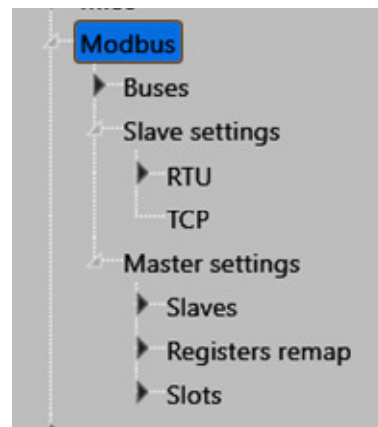 Modbus
Buses
Slave settings
RTU
TCP
Master settings
Slaves
Registers remap
Slots